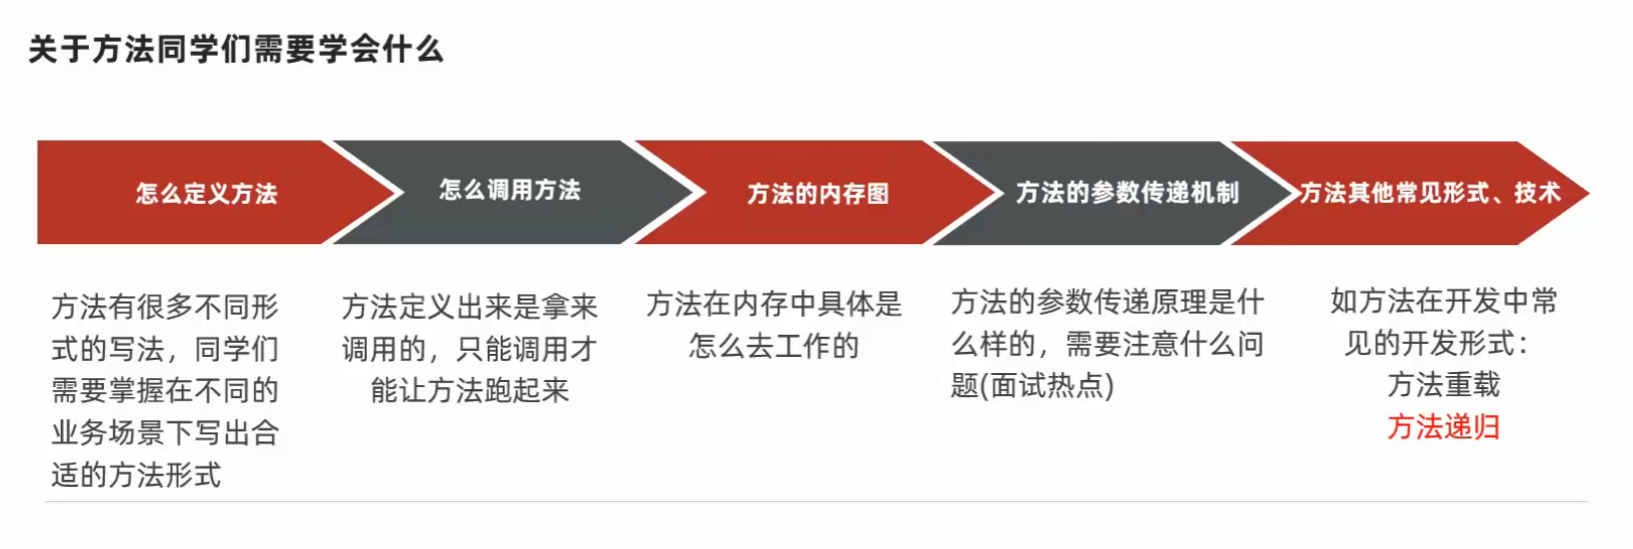 关于方法同学们需要学会什么
怎么定义方法
怎么调用方法
方法的内存图
方法的参数传递机制
方法其他常见形式、技术
方法有很多不同形
式的写法，同学们
需要掌握在不同的
业务场景下写出合
适的方法形式
方法定义出来是拿来
调用的，只能调用才
能让方法跑起来
方法在内存中具体是
怎么去工作的
方法的参数传递原理是什
么样的，需要注意什么问
题(面试热点)
如方法在开发中常
见的开发形式：
方法重载
方法递归